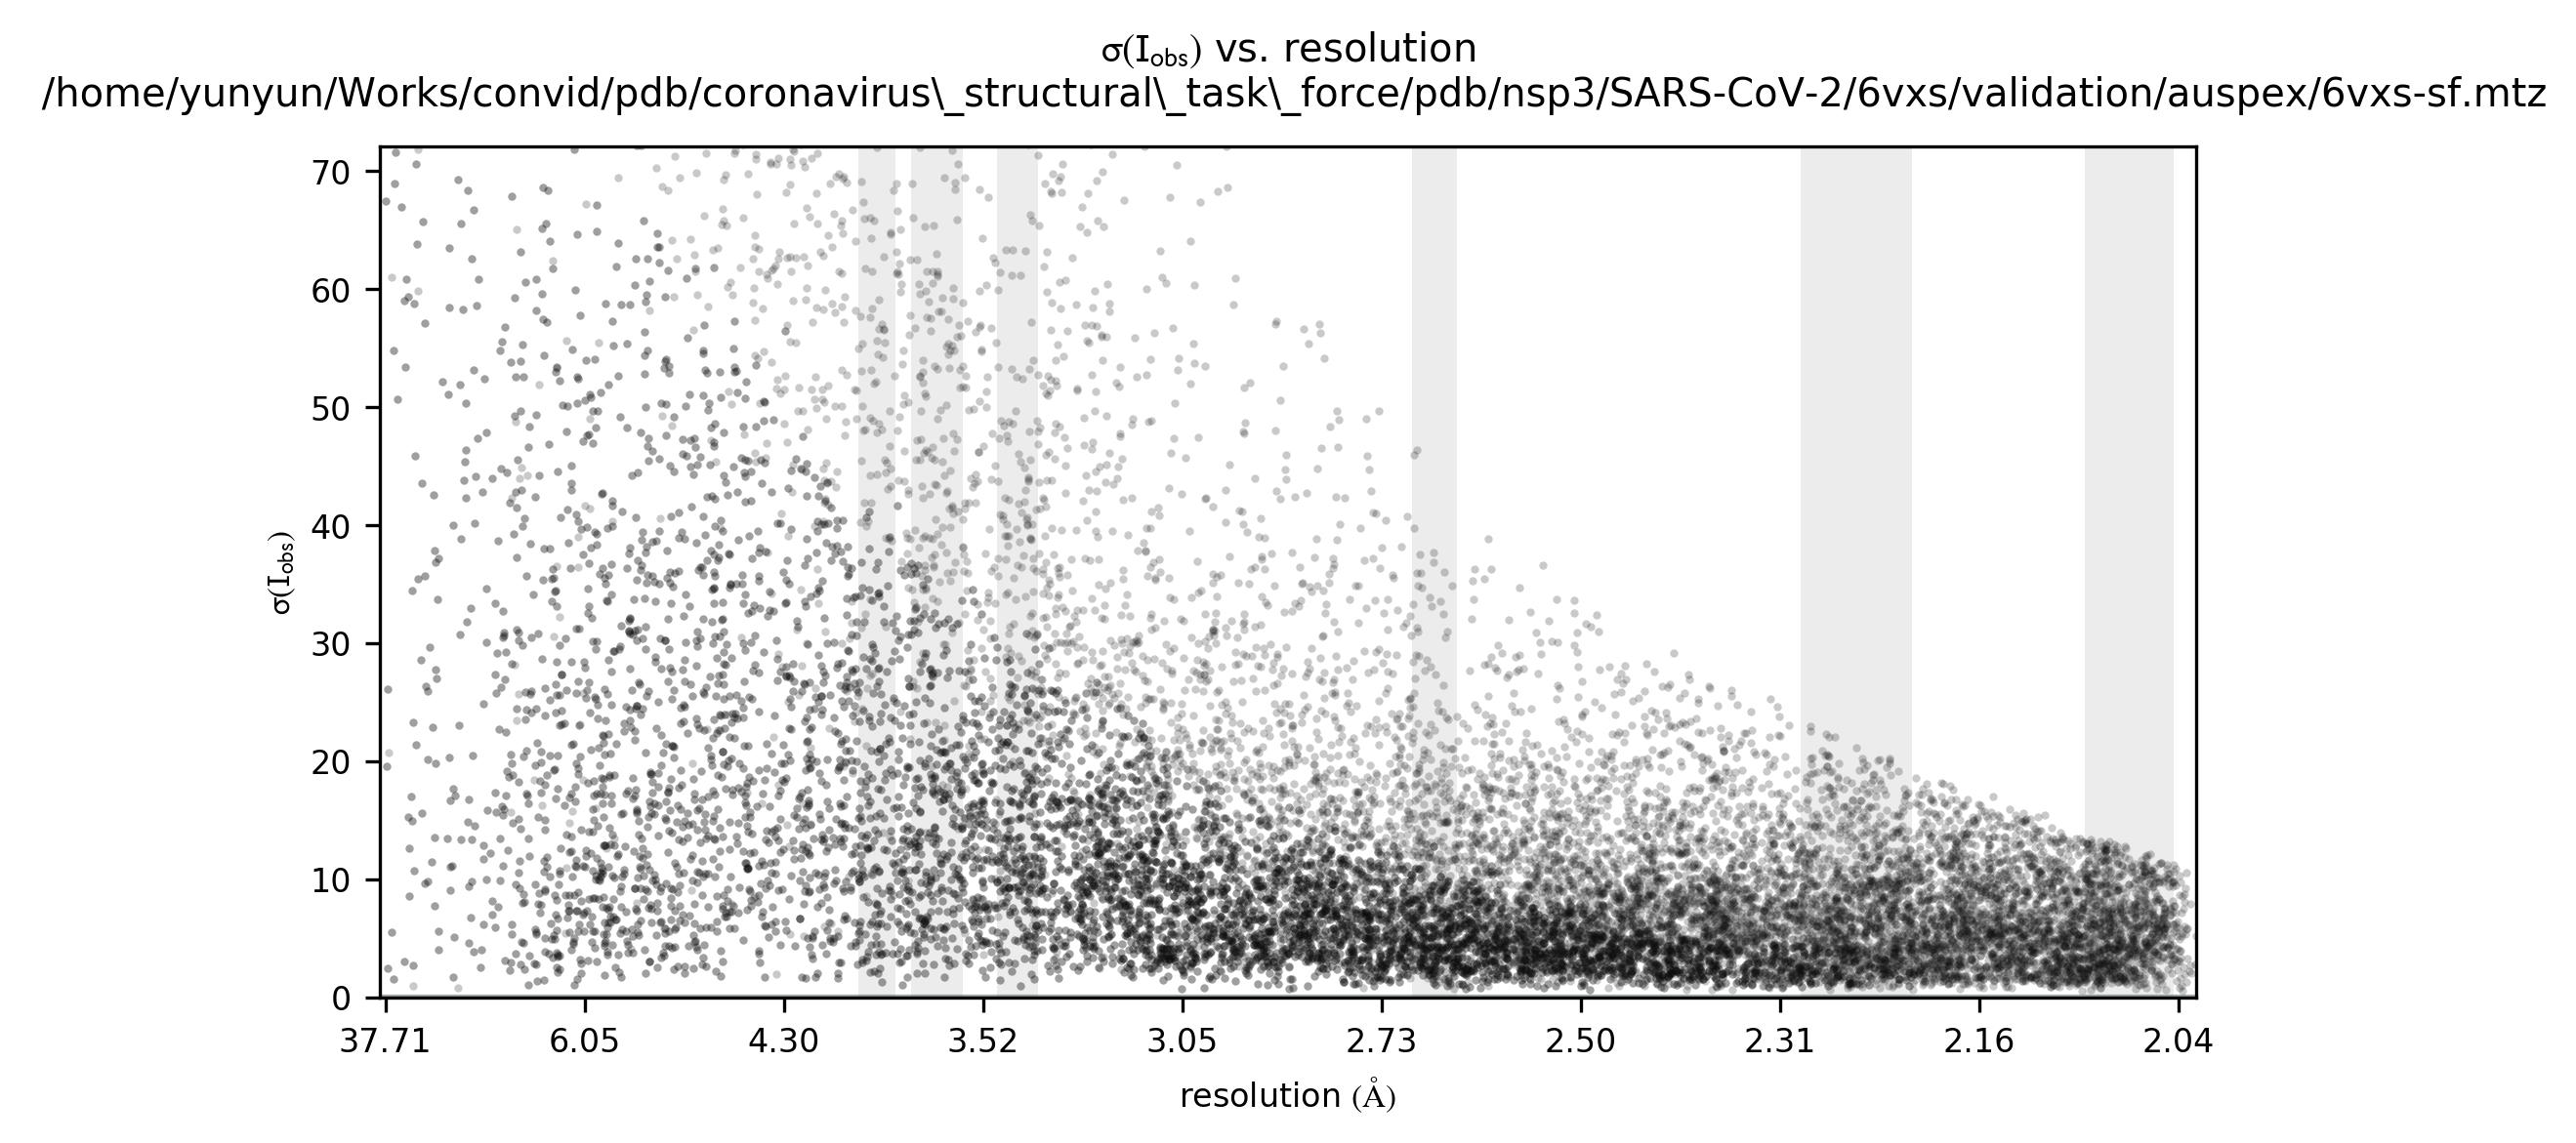 σ(I_obs) vs. resolution
/home/yunyun/Works/convid/pdb/coronavirus\_structural\_task\_force/pdb/nsp3/SARS-CoV-2/6vxs/validation/auspex/6vxs-sf.mtz
70
60
50
40
30
20
10
0
σ(I_obs)
37.71 6.05 4.30 3.52 3.05 2.73 2.50 2.31 2.16 2.04
resolution (Å)